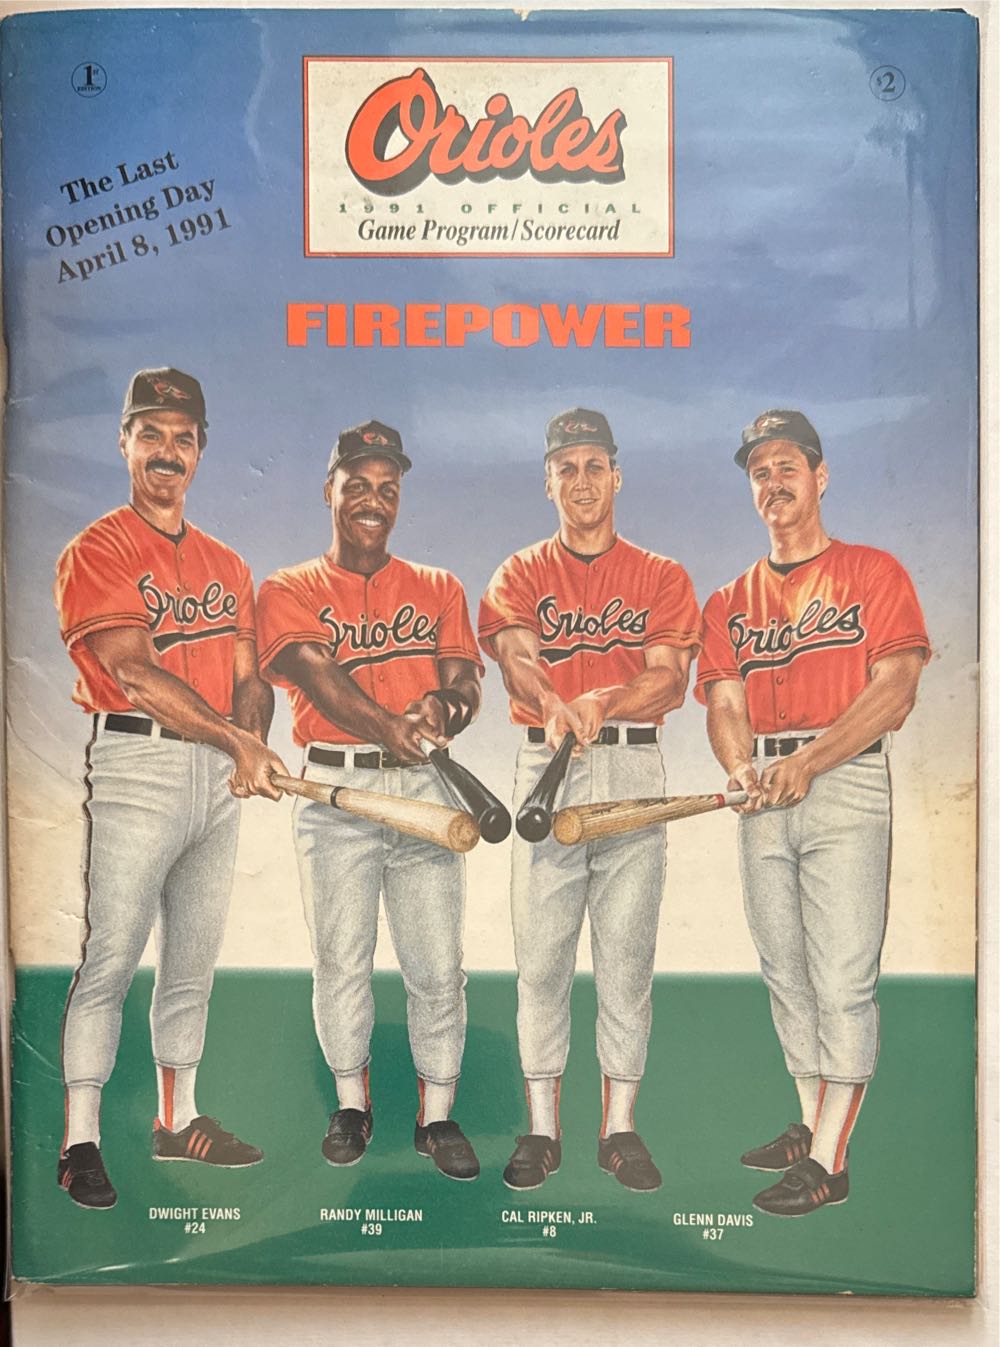 1st
EDITION
$2
Orioles
1991 OFFICIAL
Game Program/Scorecard
The Last
Opening Day
April 8, 1991
FIREPOWER
Oriole
Orioles
Orioles
Orioles
DWIGHT EVANS
#24
RANDY MILLIGAN
#39
CAL RIPKEN, JR.
#8
GLENN DAVIS
#37